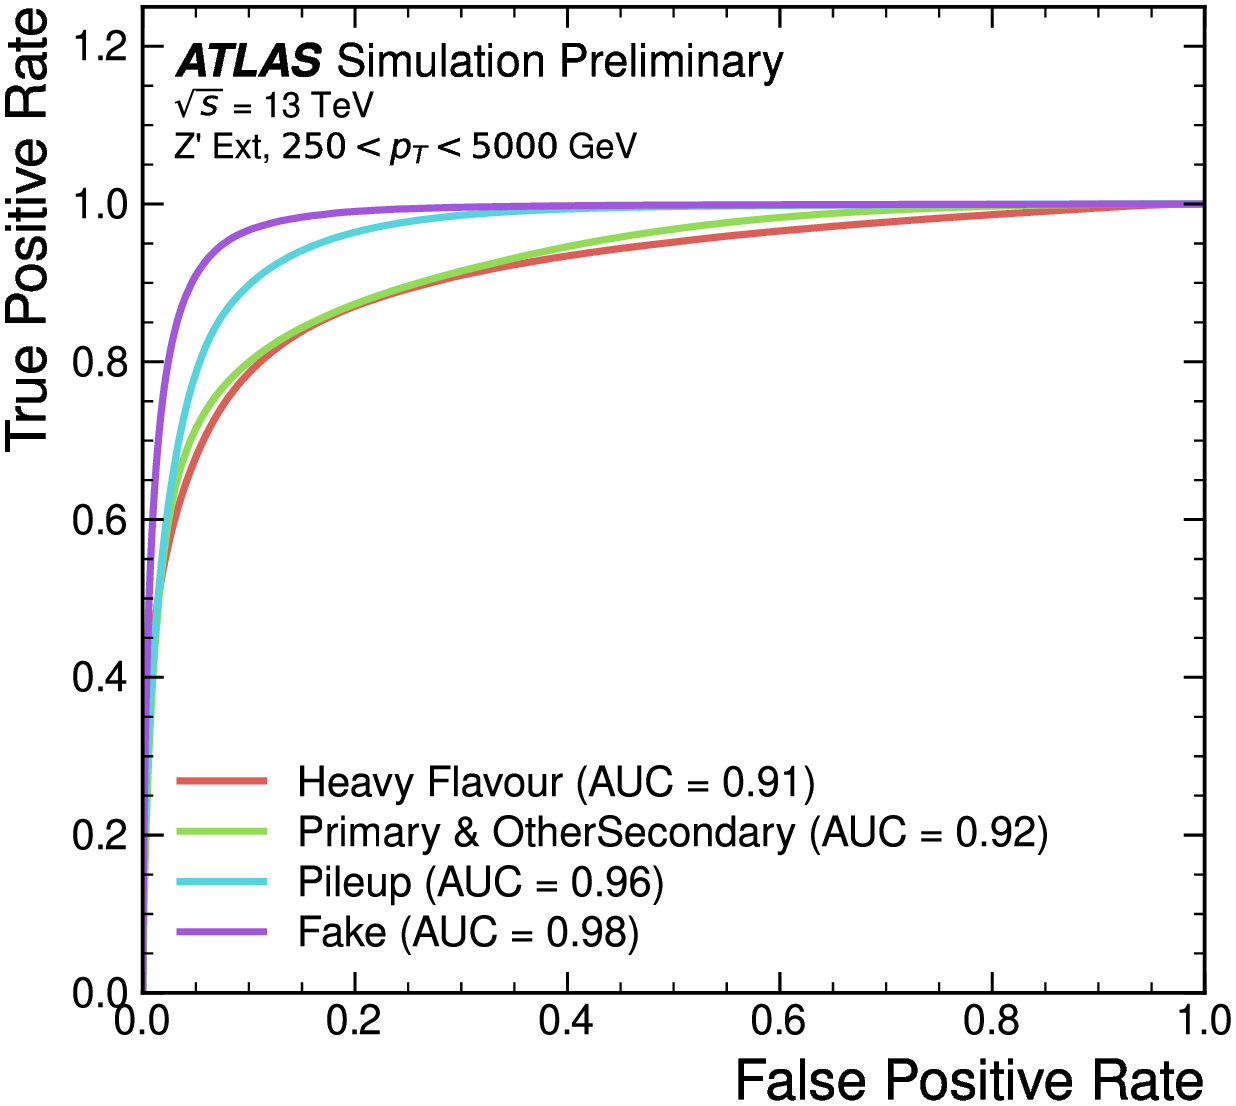 True Positive Rate
1.2
1.0
0.8
0.6
0.4
0.2
0.0
ATLAS Simulation Preliminary
√s = 13 TeV
Z' Ext, 250 < pT < 5000 GeV
Heavy Flavour (AUC = 0.91)
Primary & OtherSecondary (AUC = 0.92)
Pileup (AUC = 0.96)
Fake (AUC = 0.98)
0.0 0.2 0.4 0.6 0.8 1.0
False Positive Rate